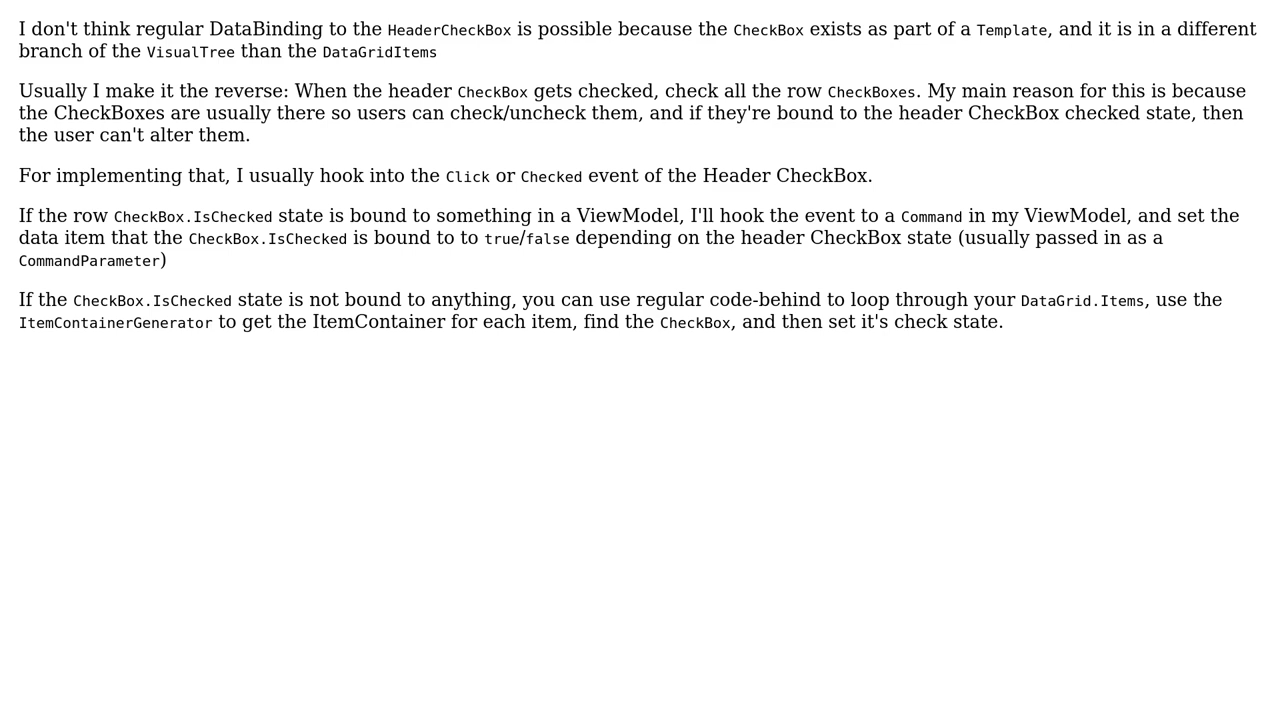 I don't think regular DataBinding to the HeaderCheckBox is possible because the CheckBox exists as part of a Template, and it is in a different
branch of the VisualTree than the DataGridItems
Usually I make it the reverse: When the header CheckBox gets checked, check all the row CheckBoxes. My main reason for this is because
the CheckBoxes are usually there so users can check/uncheck them, and if they're bound to the header CheckBox checked state, then
the user can't alter them.
For implementing that, I usually hook into the Click or Checked event of the Header CheckBox.
If the row CheckBox.IsChecked state is bound to something in a ViewModel, I'll hook the event to a Command in my ViewModel, and set the
data item that the CheckBox.IsChecked is bound to to true/false depending on the header CheckBox state (usually passed in as a
CommandParameter)
If the CheckBox.IsChecked state is not bound to anything, you can use regular code-behind to loop through your DataGrid.Items, use the
ItemContainerGenerator to get the ItemContainer for each item, find the CheckBox, and then set it's check state.